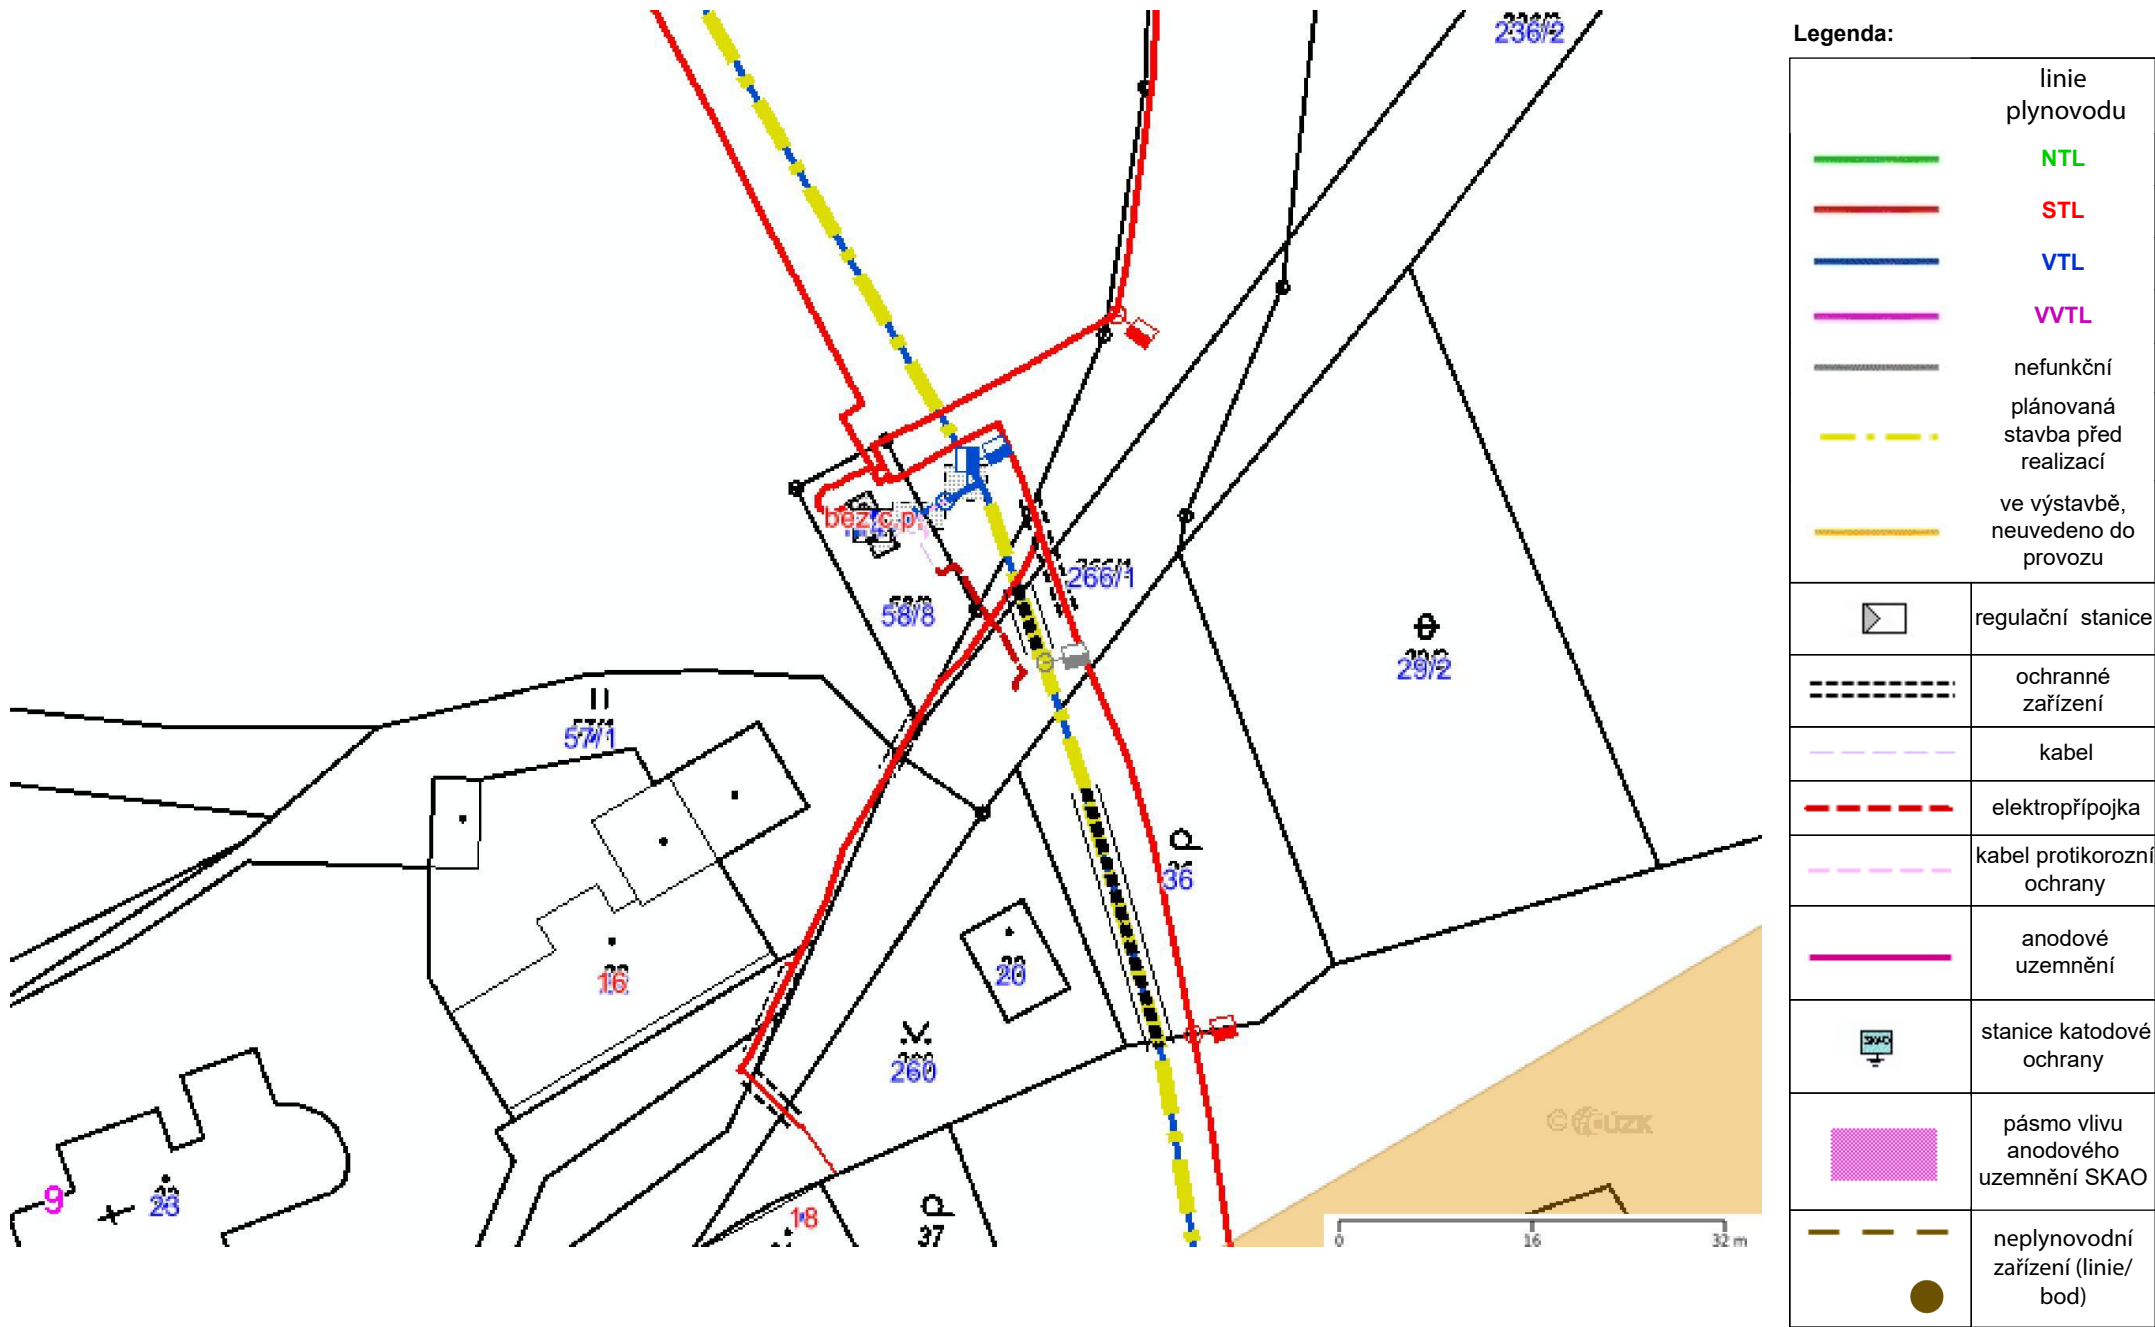 236/2
bez c.p.
266/1
58/8
29/2
57/1
36
16
20
260
9
23
18
37
© ČÚZK
0 16 32 m
Legenda:
linie
plynovodu
NTL
STL
VTL
VVTL
nefunkční
plánovaná
stavba před
realizací
ve výstavbě,
neuvedeno do
provozu
regulační stanice
ochranné
zařízení
kabel
elektropřípojka
kabel protikorozní
ochrany
anodové
uzemnění
SKAO
stanice katodové
ochrany
pásmo vlivu
anodového
uzemnění SKAO
neplynovodní
zařízení (linie/
bod)